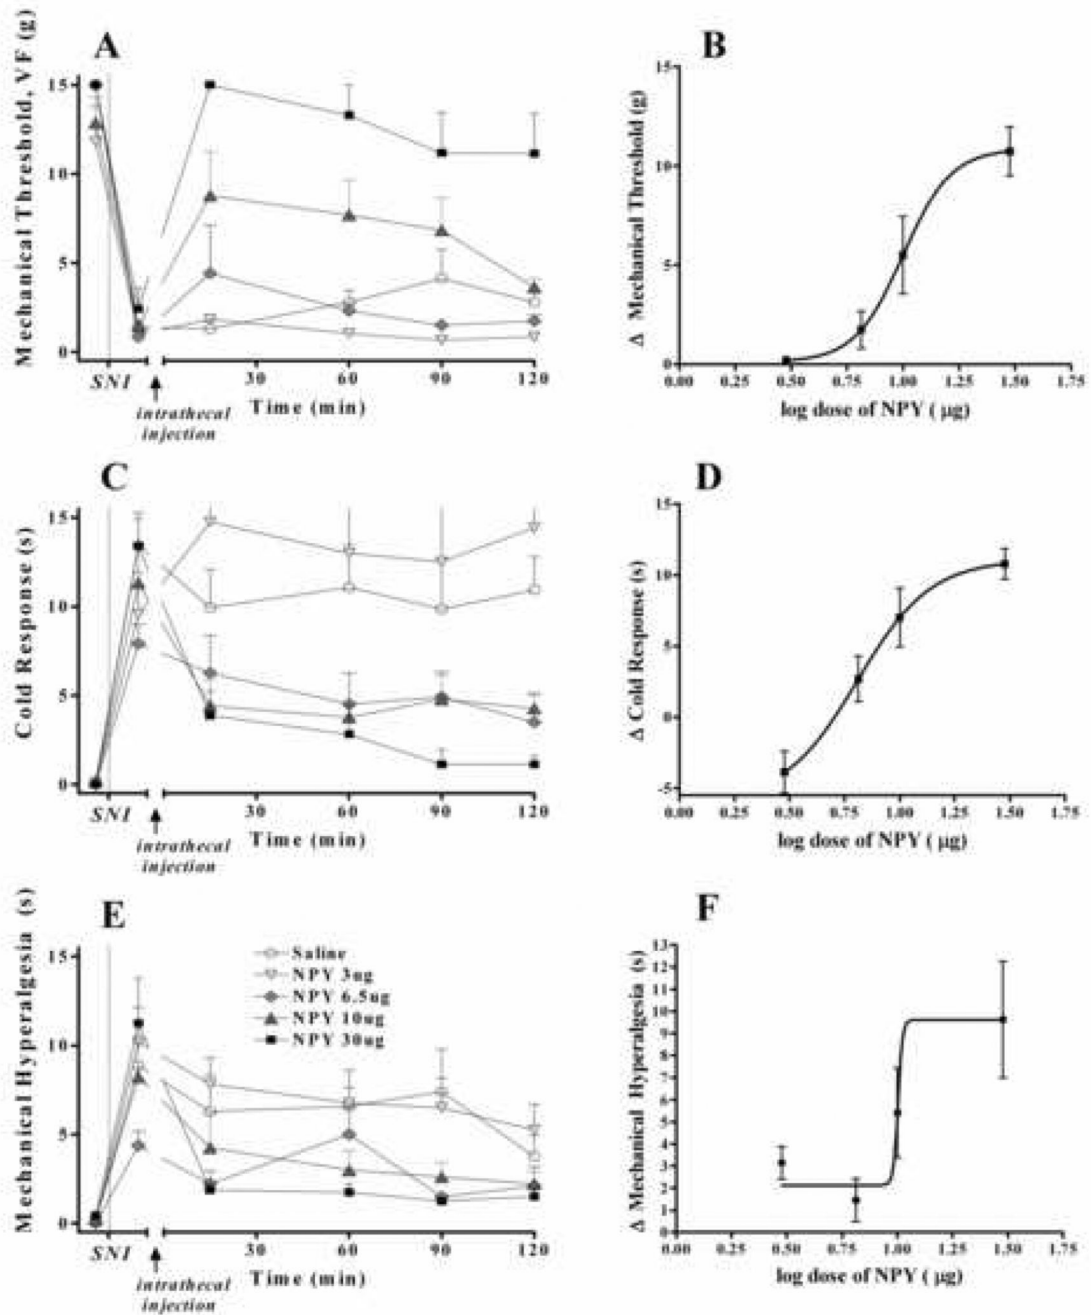 A
Mechanical Threshold, VF (g)
15
10
5
0
SNI
30
60
90
120
Time (min)
intrathecal
injection
B
Δ Mechanical Threshold (g)
15
10
5
0
0.00
0.25
0.50
0.75
1.00
1.25
1.50
1.75
log dose of NPY ( μg)
C
Cold Response (s)
15
10
5
0
SNI
30
60
90
120
Time (min)
intrathecal
injection
D
Δ Cold Response (s)
15
10
5
0
-5
0.00
0.25
0.50
0.75
1.00
1.25
1.50
1.75
log dose of NPY ( μg)
E
Mechanical Hyperalgesia (s)
15
10
5
0
Saline
NPY 3ug
NPY 6.5ug
NPY 10ug
NPY 30ug
SNI
30
60
90
120
Time (min)
intrathecal
injection
F
Δ Mechanical Hyperalgesia (s)
13
12
11
10
9
8
7
6
5
4
3
2
1
0
0.00
0.25
0.50
0.75
1.00
1.25
1.50
1.75
log dose of NPY ( μg)